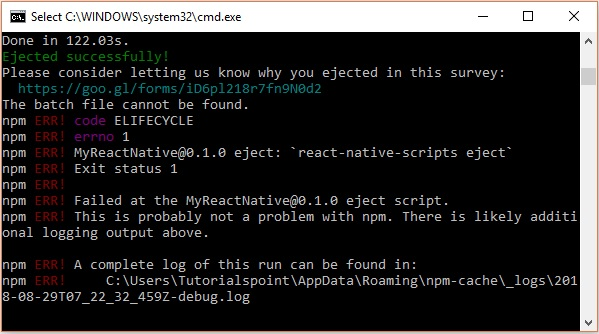 Select C:\WINDOWS\system32\cmd.exe
Done in 122.03s.
Ejected successfully!
Please consider letting us know why you ejected in this survey:
  https://goo.gl/forms/iD6pl218r7fn9N0d2
The batch file cannot be found.
npm ERR! code ELIFECYCLE
npm ERR! errno 1
npm ERR! MyReactNative@0.1.0 eject: `react-native-scripts eject`
npm ERR! Exit status 1
npm ERR!
npm ERR! Failed at the MyReactNative@0.1.0 eject script.
npm ERR! This is probably not a problem with npm. There is likely additi
onal logging output above.
npm ERR! A complete log of this run can be found in:
npm ERR!     C:\Users\Tutorialspoint\AppData\Roaming\npm-cache\_logs\201
8-08-29T07_22_32_459Z-debug.log